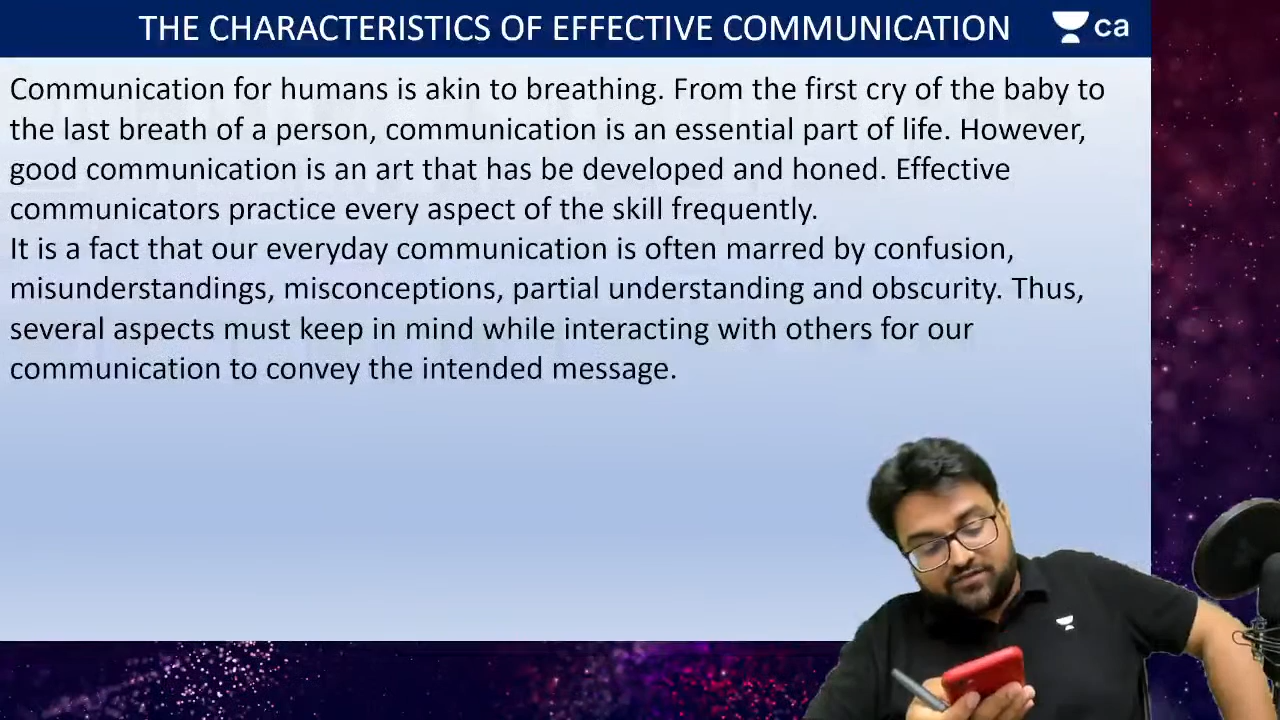 THE CHARACTERISTICS OF EFFECTIVE COMMUNICATION
ca
Communication for humans is akin to breathing. From the first cry of the baby to
the last breath of a person, communication is an essential part of life. However,
good communication is an art that has be developed and honed. Effective
communicators practice every aspect of the skill frequently.
It is a fact that our everyday communication is often marred by confusion,
misunderstandings, misconceptions, partial understanding and obscurity. Thus,
several aspects must keep in mind while interacting with others for our
communication to convey the intended message.